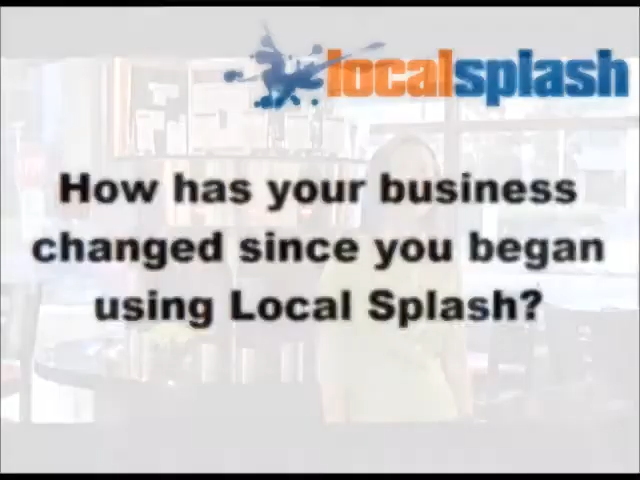 localsplash
How has your business
changed since you began
using Local Splash?